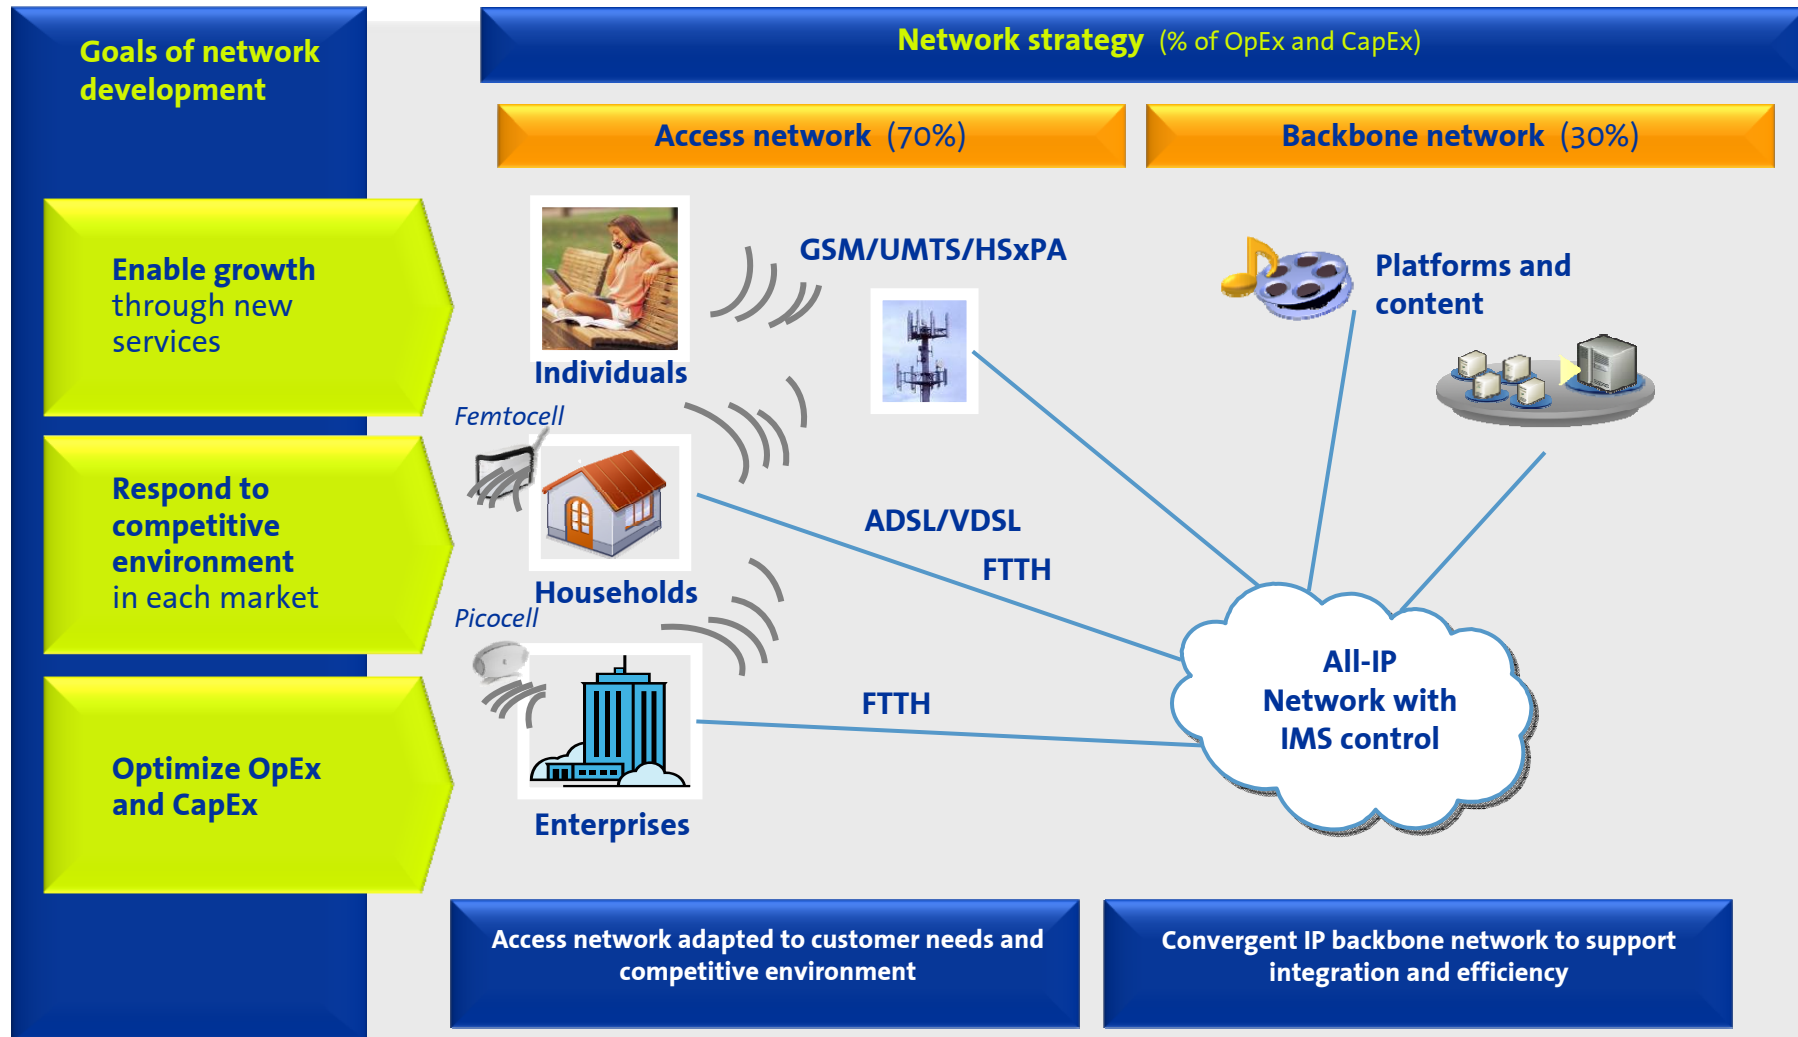 Goals of network
development
Network strategy (% of OpEx and CapEx)
Access network (70%)
Backbone network (30%)
Enable growth
through new
services
Respond to
competitive
environment
in each market
Optimize OpEx
and CapEx
GSM/UMTS/HSxPA
Individuals
Femtocell
Households
Picocell
Enterprises
ADSL/VDSL
FTTH
FTTH
Platforms and
content
All-IP
Network with
IMS control
Access network adapted to customer needs and
competitive environment
Convergent IP backbone network to support
integration and efficiency